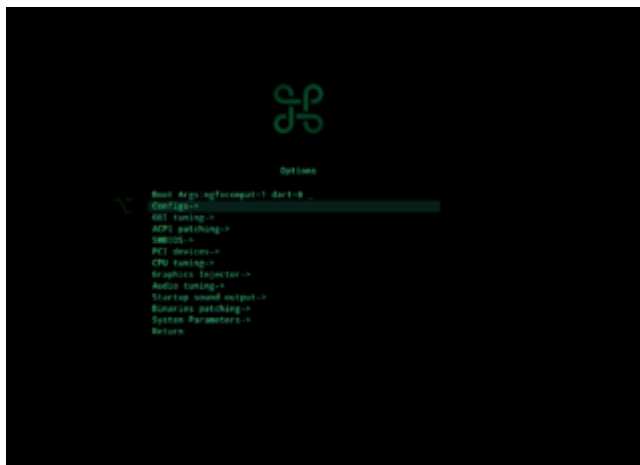 Options
Boot Args:ngfxcompat=1 dart=0 _
Configs->
GUI tuning->
ACPI patching->
SMBIOS->
PCI devices->
CPU tuning->
Graphics Injector->
Audio tuning->
Startup sound output->
Binaries patching->
System Parameters->
Return